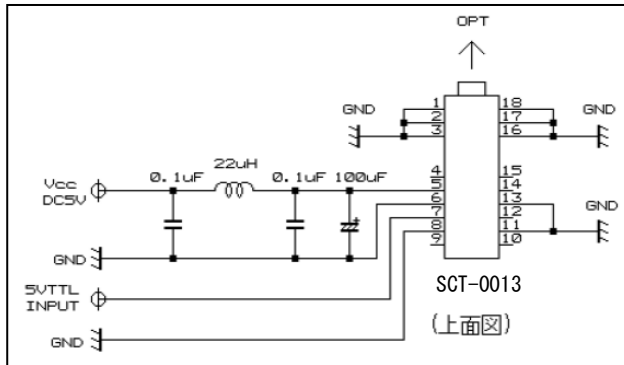 OPT
GND
1
2
3
4
5
6
7
8
9
18
17
16
15
14
13
12
11
10
GND
0.1uF
22uH
0.1uF
100uF
+
Vcc
DC5V
GND
GND
5VTTL
INPUT
GND
SCT-0013
(上面図)